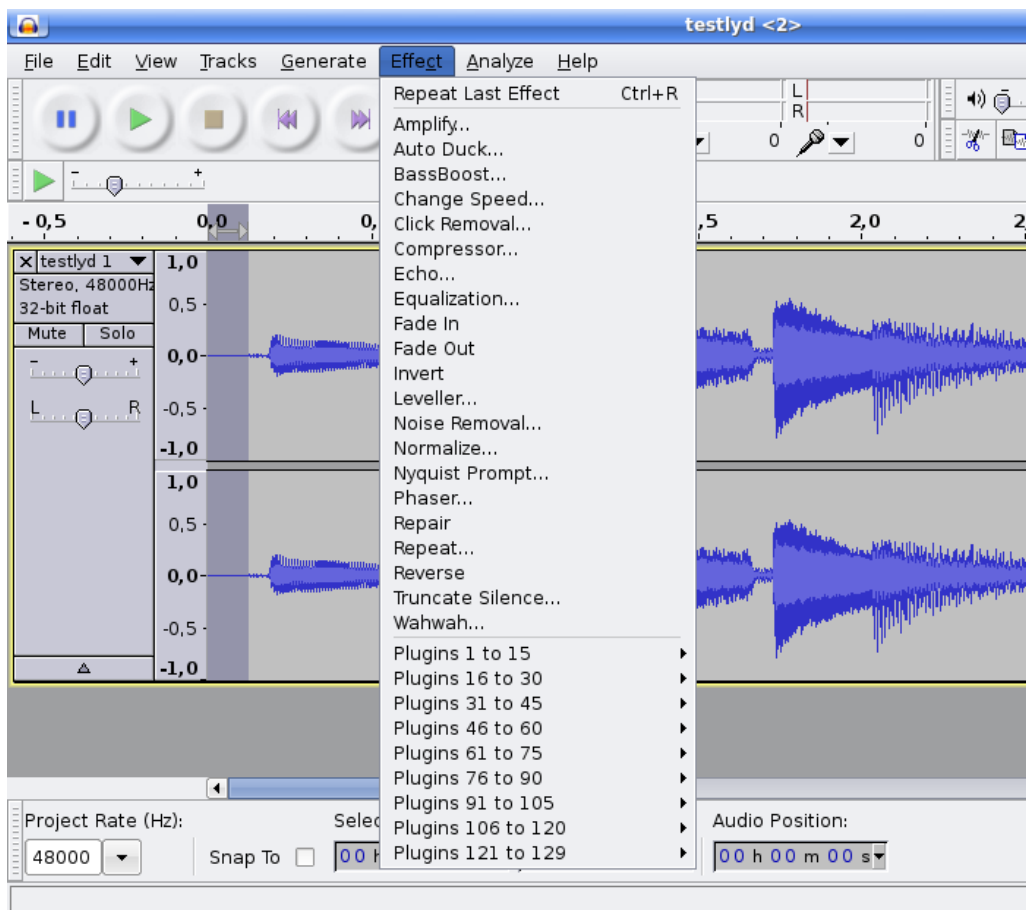 testlyd <2>
File Edit View Tracks Generate Effect Analyze Help
Repeat Last Effect Ctrl+R
Amplify...
Auto Duck...
BassBoost...
Change Speed...
Click Removal...
Compressor...
Echo...
Equalization...
Fade In
Fade Out
Invert
Leveller...
Noise Removal...
Normalize...
Nyquist Prompt...
Phaser...
Repair
Repeat...
Reverse
Truncate Silence...
Wahwah...
Plugins 1 to 15
Plugins 16 to 30
Plugins 31 to 45
Plugins 46 to 60
Plugins 61 to 75
Plugins 76 to 90
Plugins 91 to 105
Plugins 106 to 120
Plugins 121 to 129
L
R
0 0
- +
- 0,5 0,0 0, ,5 2,0 2
testlyd 1
Stereo, 48000Hz
32-bit float
Mute Solo
- +
L R
1,0
0,5
0,0
-0,5
-1,0
1,0
0,5
0,0
-0,5
-1,0
Project Rate (Hz):
48000
Snap To
00 h
Audio Position:
00 h 00 m 00 s